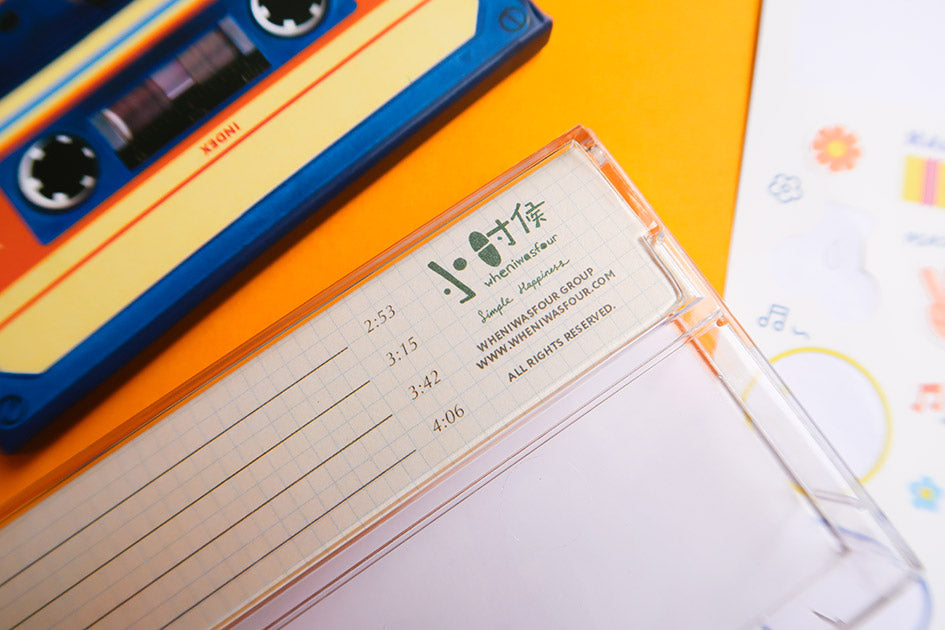 INDEX
小時候
wheniwasfour
Simple Happiness
WHENIWASFOUR GROUP
WWW.WHENIWASFOUR.COM
ALL RIGHTS RESERVED.
2:53
3:15
3:42
4:06